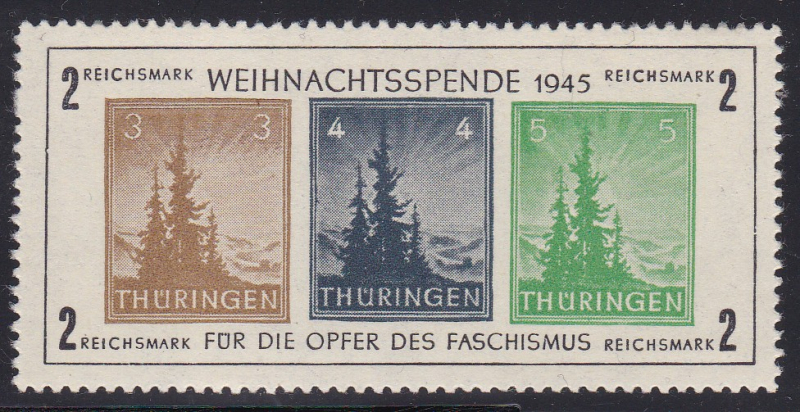 2 REICHSMARK WEIHNACHTSSPENDE 1945 REICHSMARK 2
3 3 4 4 5 5
THÜRINGEN THÜRINGEN THÜRINGEN
2 REICHSMARK FÜR DIE OPFER DES FASCHISMUS REICHSMARK 2